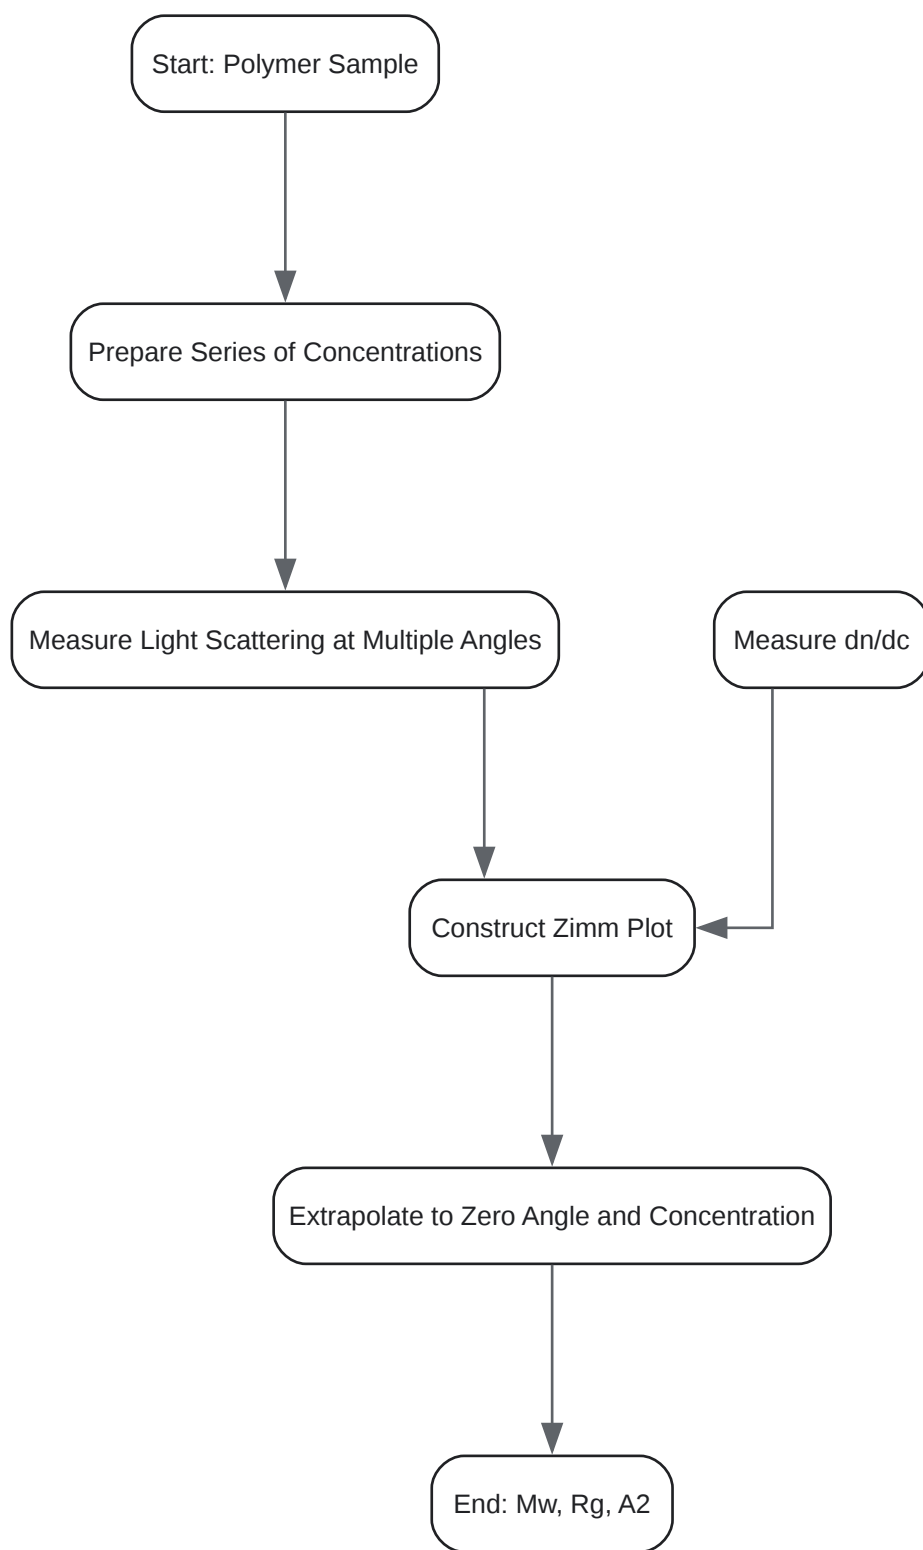 Start: Polymer Sample
Prepare Series of Concentrations
Measure Light Scattering at Multiple Angles
Measure dn/dc
Construct Zimm Plot
Extrapolate to Zero Angle and Concentration
End: Mw, Rg, A2